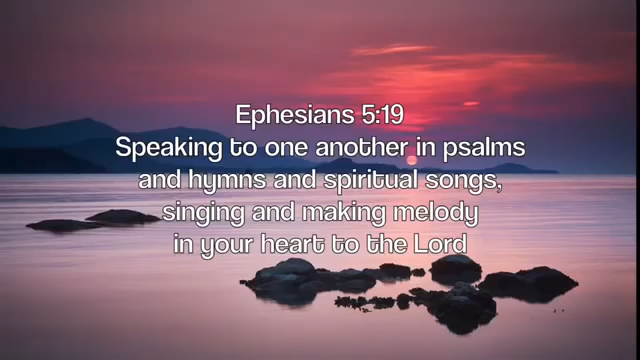 Ephesians 5:19
Speaking to one another in psalms
and hymns and spiritual songs,
singing and making melody
in your heart to the Lord